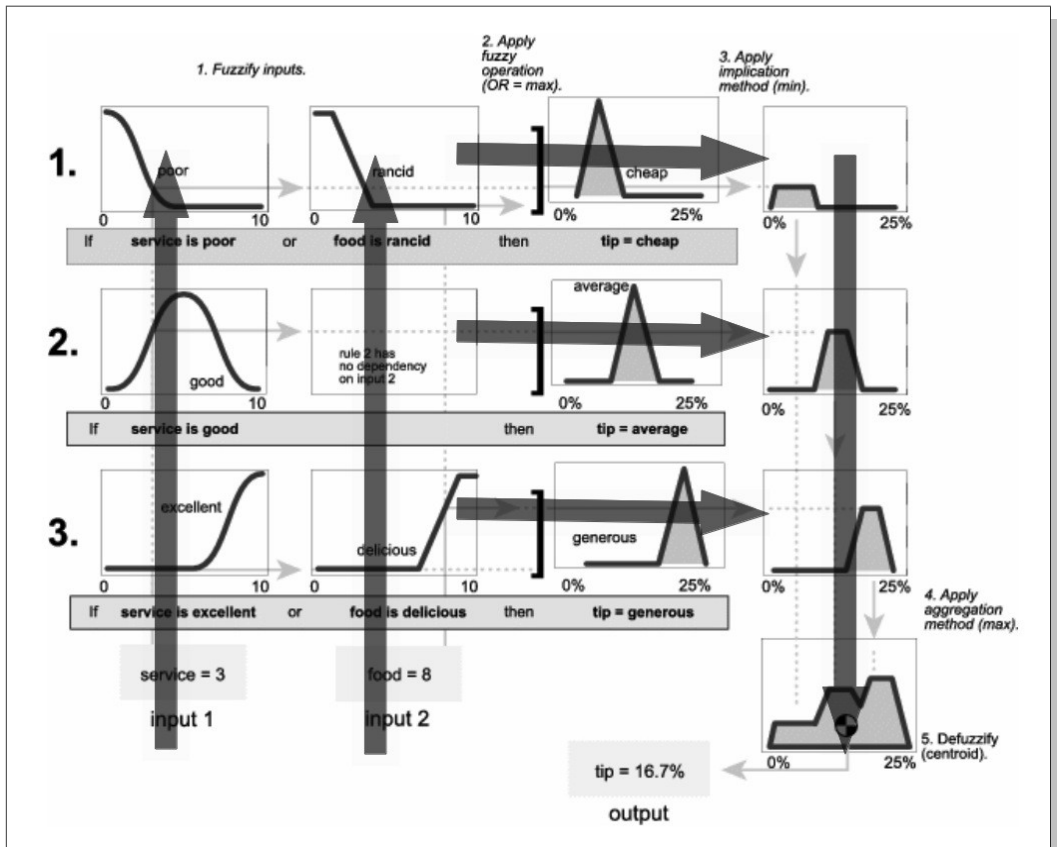 1. Fuzzify inputs.
2. Apply
fuzzy
operation
(OR = max).
3. Apply
implication
method (min).
1.
poor
rancid
cheap
0 10
0 10
0% 25%
0% 25%
If service is poor or food is rancid then tip = cheap
2.
good
rule 2 has
no dependency
on input 2
average
0 10
0% 25%
0% 25%
If service is good then tip = average
3.
excellent
delicious
generous
0 10
0 10
0% 25%
0% 25%
If service is excellent or food is delicious then tip = generous
4. Apply
aggregation
method (max).
service = 3
food = 8
input 1
input 2
0% 25%
5. Defuzzify
(centroid).
tip = 16.7%
output